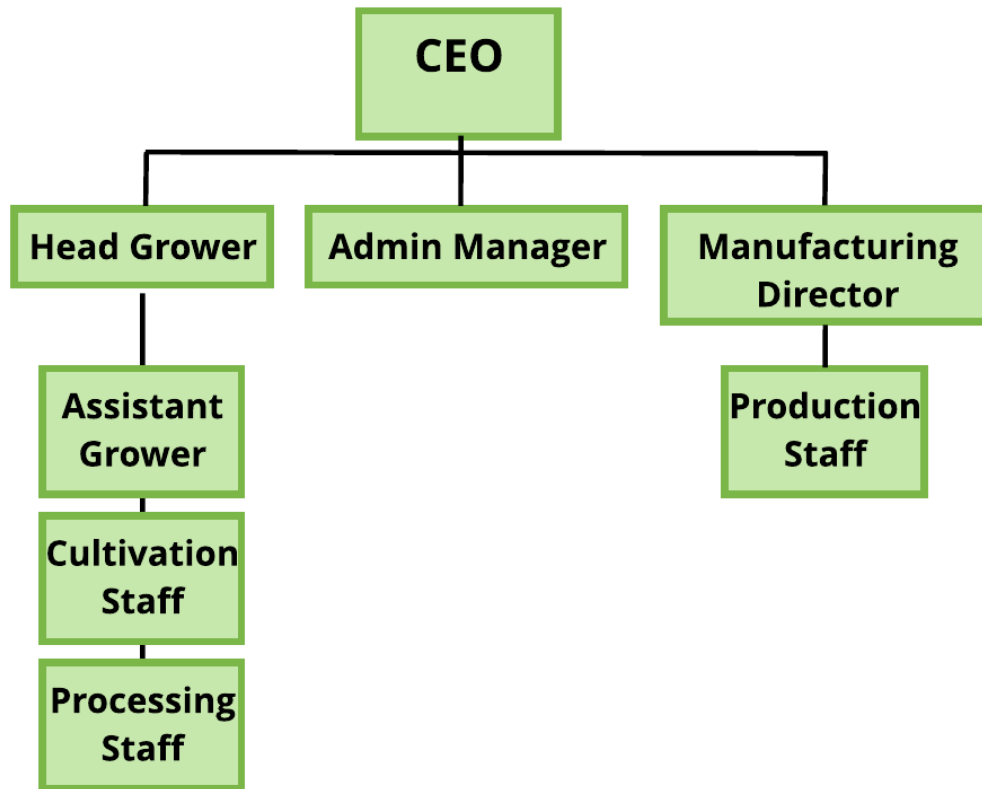 CEO
Head Grower
Admin Manager
Manufacturing
Director
Assistant
Grower
Production
Staff
Cultivation
Staff
Processing
Staff